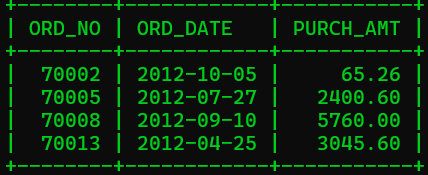 +--------+------------+-----------+
| ORD_NO | ORD_DATE   | PURCH_AMT |
+--------+------------+-----------+
|  70002 | 2012-10-05 |     65.26 |
|  70005 | 2012-07-27 |   2400.60 |
|  70008 | 2012-09-10 |   5760.00 |
|  70013 | 2012-04-25 |   3045.60 |
+--------+------------+-----------+